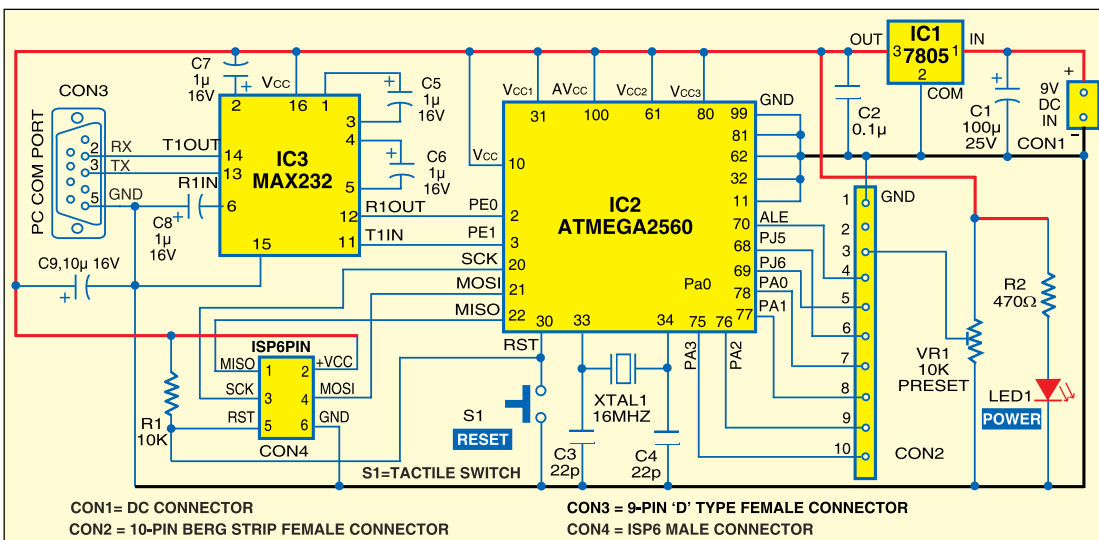 OUT
IC1
7805
IN
3
1
2
COM
C7
1µ
16V
VCC
C5
1µ
16V
VCC1
AVCC
VCC2
VCC3
GND
C2
0.1µ
C1
100µ
25V
+
9V
DC
IN
-
CON1
CON3
PC COM PORT
2 RX
3 TX
5 GND
T1OUT
R1IN
2
16
1
3
4
5
14
13
6
12
11
15
IC3
MAX232
C6
1µ
16V
C8
1µ
16V
R1OUT
T1IN
C9,10µ 16V
VCC
PE0
PE1
SCK
MOSI
MISO
31
100
61
80
99
81
62
32
11
70
68
69
78
77
10
2
3
20
21
22
30
33
34
75
76
IC2
ATMEGA2560
Pa0
ALE
PJ5
PJ6
PA0
PA1
RST
PA3
PA2
1 GND
2
3
4
5
6
7
8
9
10
CON2
R2
470Ω
VR1
10K
PRESET
LED1
POWER
ISP6PIN
MISO 1 2 +VCC
SCK 3 4 MOSI
RST 5 6 GND
CON4
R1
10K
S1
RESET
XTAL1
16MHZ
C3
22p
C4
22p
S1=TACTILE SWITCH
CON1= DC CONNECTOR
CON2 = 10-PIN BERG STRIP FEMALE CONNECTOR
CON3 = 9-PIN ‘D’ TYPE FEMALE CONNECTOR
CON4 = ISP6 MALE CONNECTOR